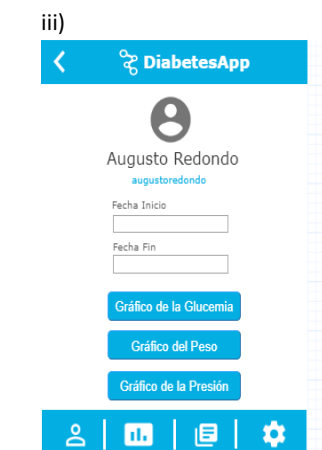 iii)
DiabetesApp
Augusto Redondo
augustoredondo
Fecha Inicio
Fecha Fin
Gráfico de la Glucemia
Gráfico del Peso
Gráfico de la Presión